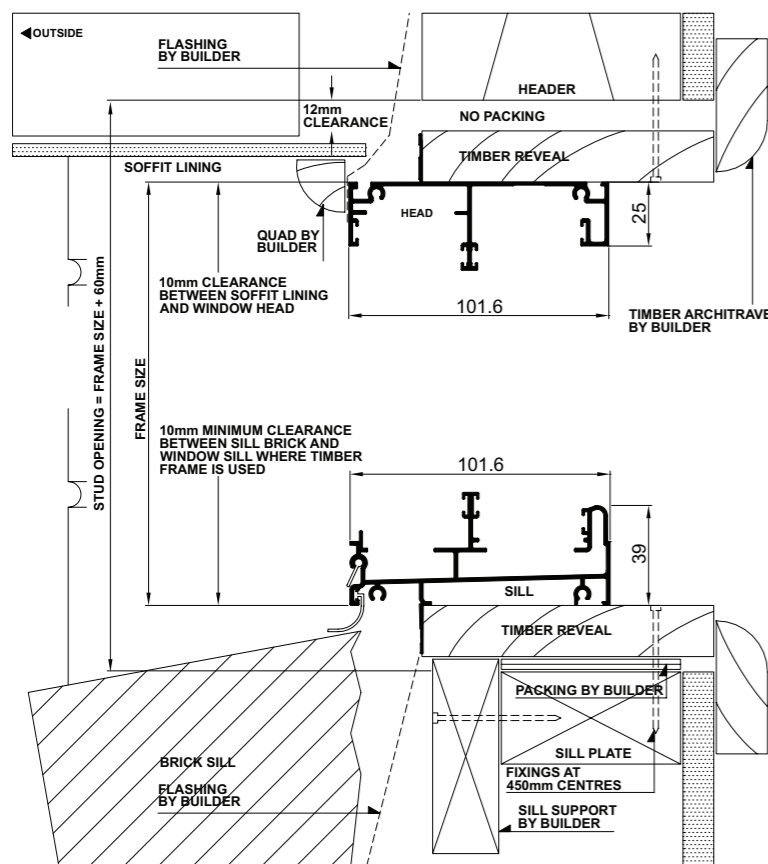 OUTSIDE
FLASHING
BY BUILDER
HEADER
12mm
CLEARANCE
NO PACKING
SOFFIT LINING
TIMBER REVEAL
HEAD
25
QUAD BY
BUILDER
10mm CLEARANCE
BETWEEN SOFFIT LINING
AND WINDOW HEAD
101.6
TIMBER ARCHITRAVE
BY BUILDER
STUD OPENING = FRAME SIZE + 60mm
FRAME SIZE
10mm MINIMUM CLEARANCE
BETWEEN SILL BRICK AND
WINDOW SILL WHERE TIMBER
FRAME IS USED
101.6
39
SILL
TIMBER REVEAL
PACKING BY BUILDER
BRICK SILL
SILL PLATE
FLASHING
BY BUILDER
FIXINGS AT
450mm CENTRES
SILL SUPPORT
BY BUILDER